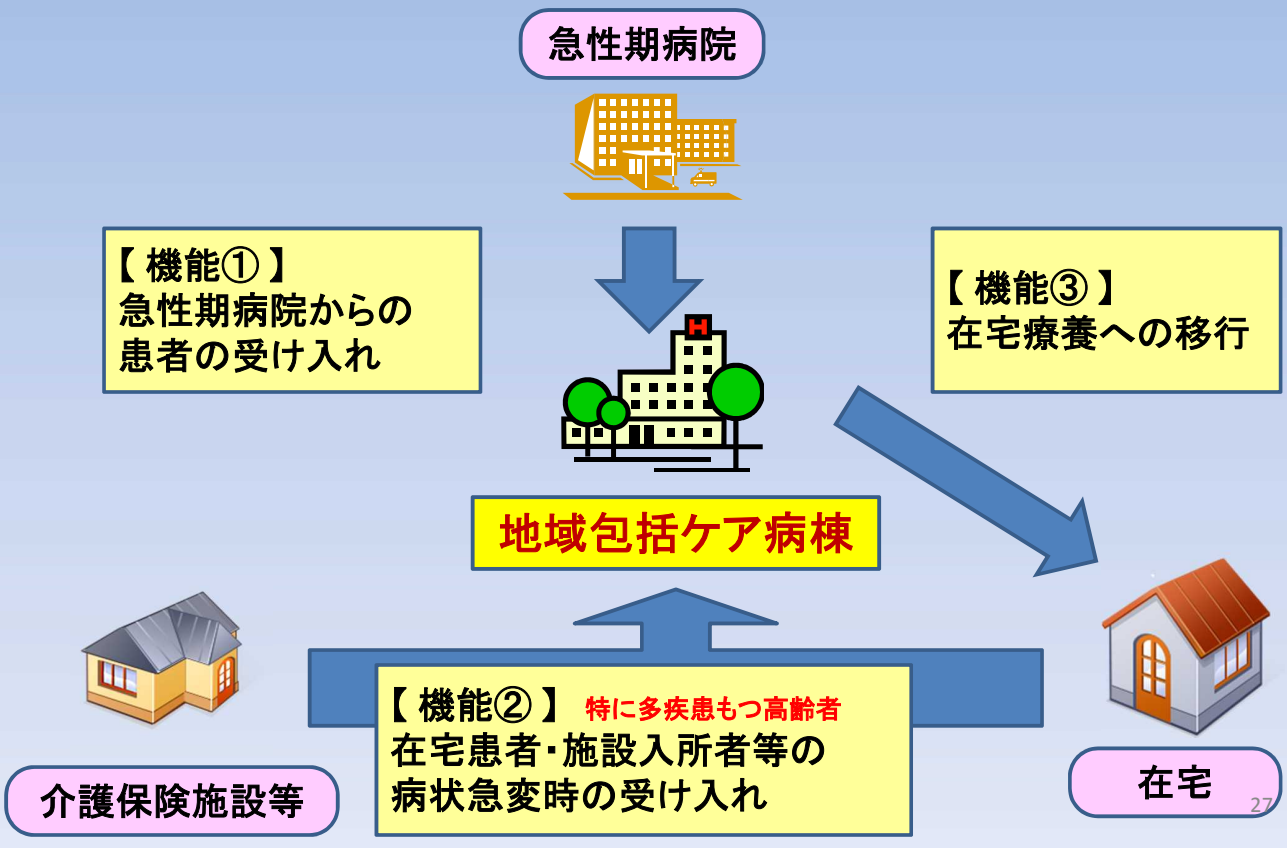 急性期病院
【 機能① 】
急性期病院からの
患者の受け入れ
【 機能③ 】
在宅療養への移行
H
地域包括ケア病棟
【 機能② 】 特に多疾患もつ高齢者
在宅患者・施設入所者等の
病状急変時の受け入れ
介護保険施設等
在宅
27